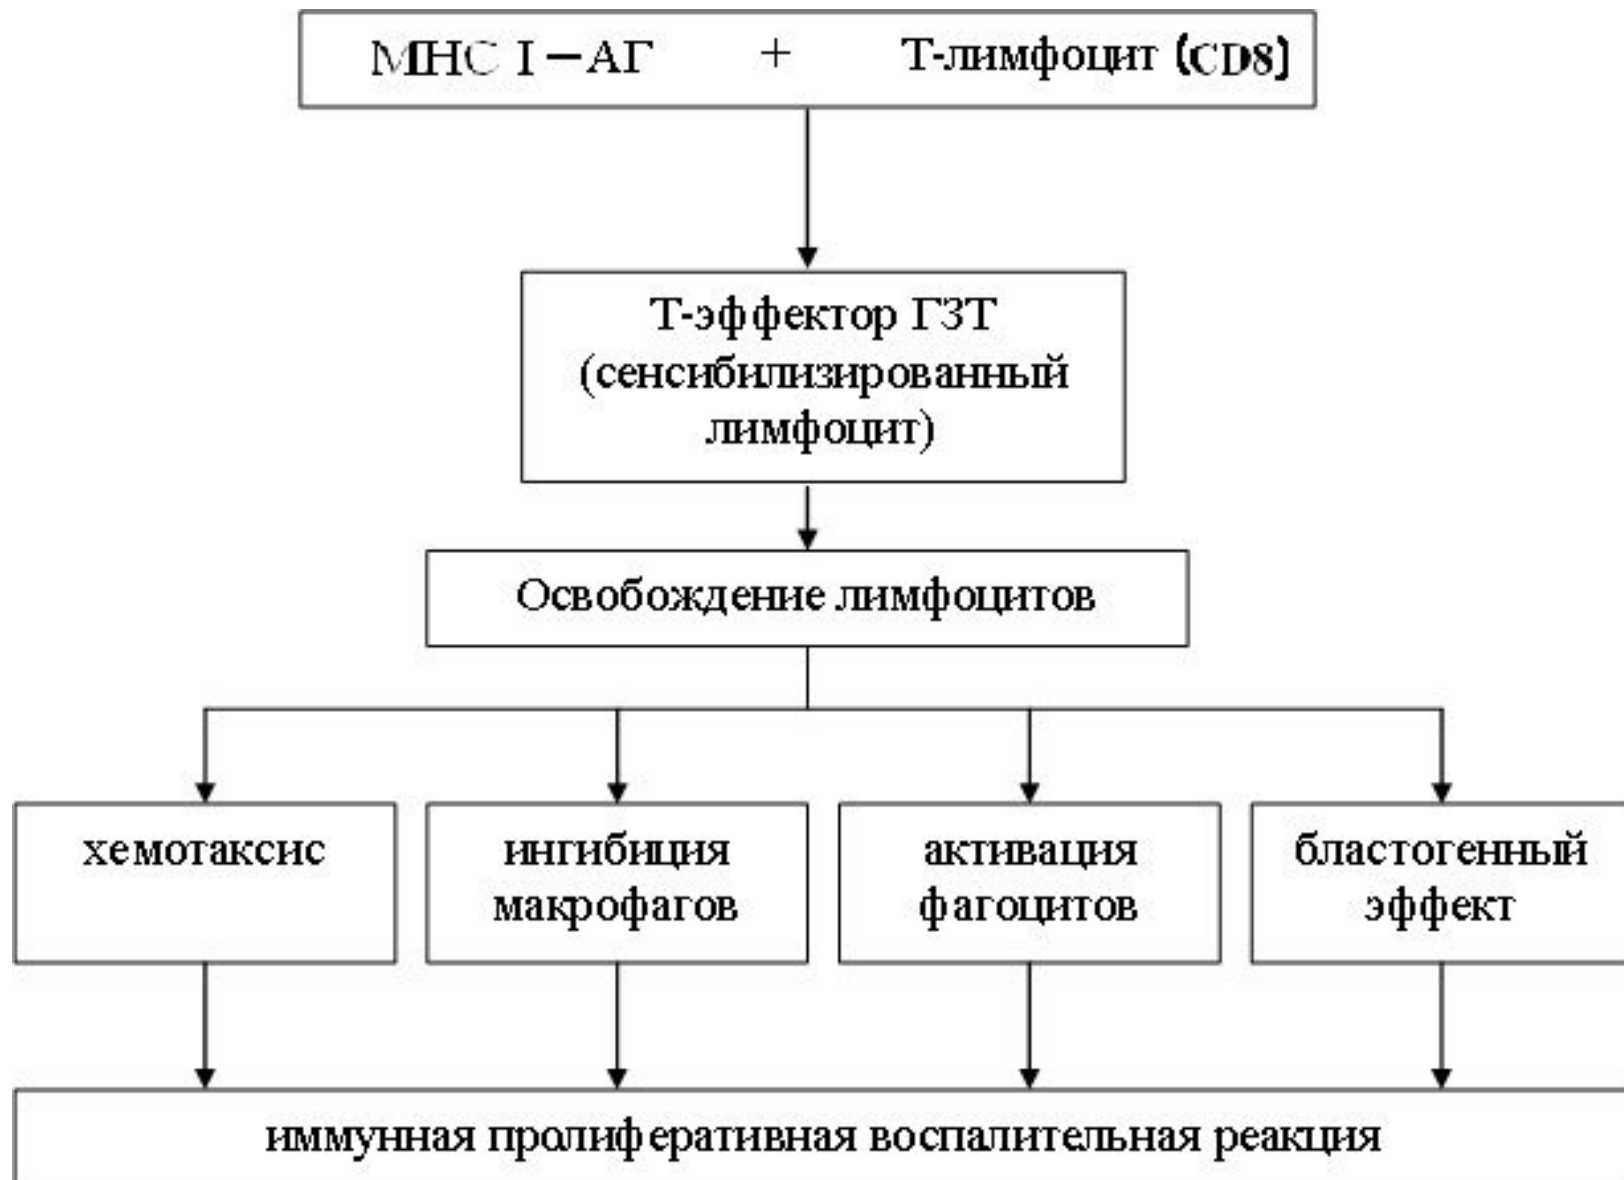 МНС I – АГ + Т-лимфоцит (CD8)
Т-эффектор ГЗТ
(сенсибилизированный
лимфоцит)
Освобождение лимфоцитов
хемотаксис
ингибиция
макрофагов
активация
фагоцитов
бластогенный
эффект
иммунная пролиферативная воспалительная реакция